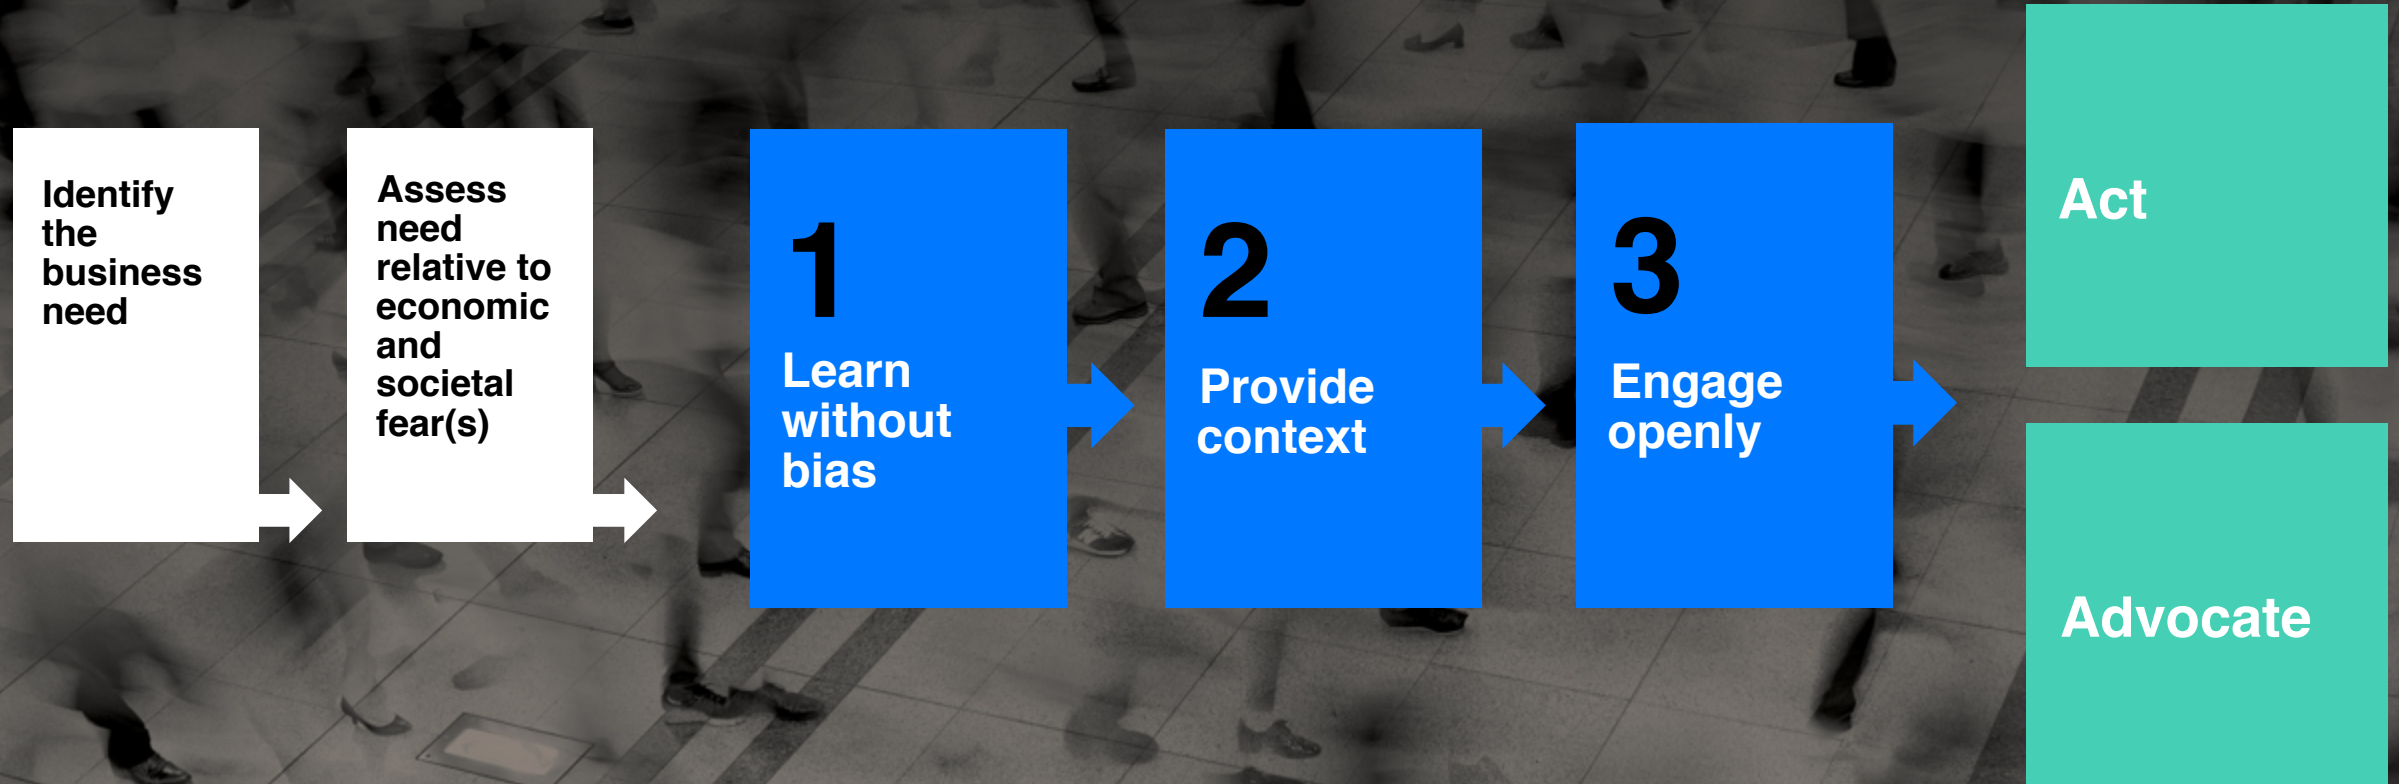 Identify
the
business
need
Assess
need
relative to
economic
and
societal
fear(s)
1
Learn
without
bias
2
Provide
context
3
Engage
openly
Act
Advocate